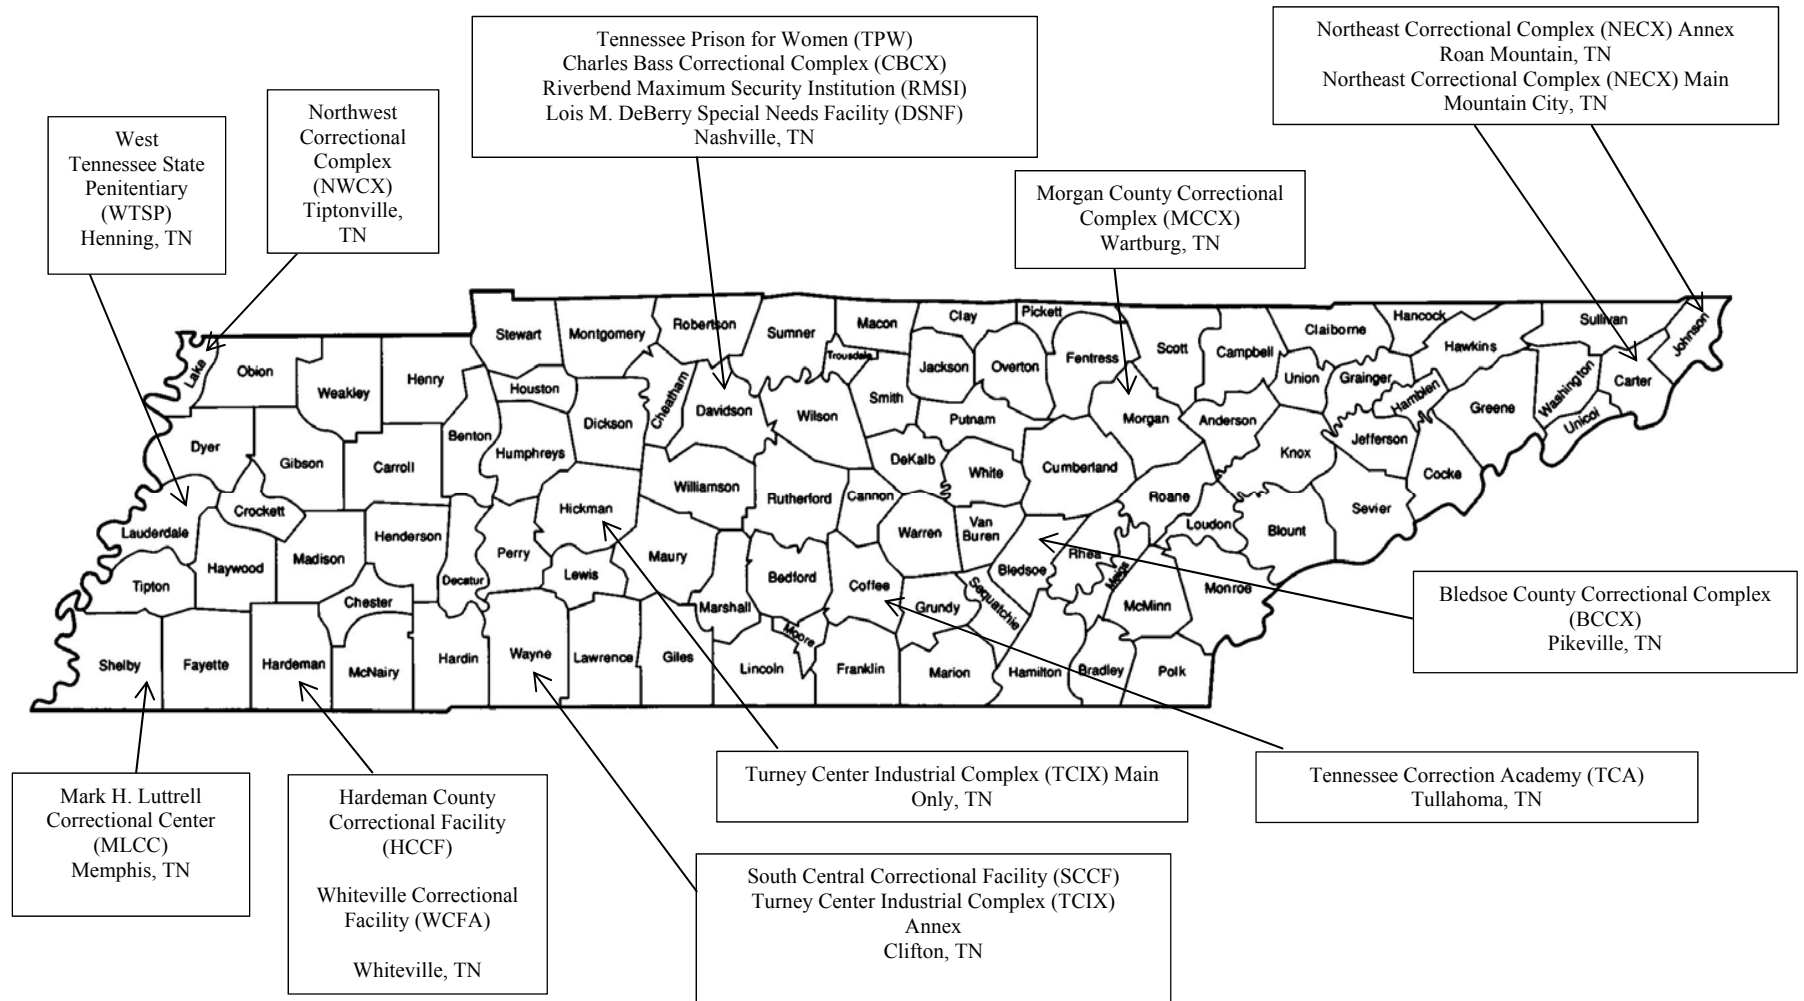 Tennessee Prison for Women (TPW)
Charles Bass Correctional Complex (CBCX)
Riverbend Maximum Security Institution (RMSI)
Lois M. DeBerry Special Needs Facility (DSNF)
Nashville, TN
Northeast Correctional Complex (NECX) Annex
Roan Mountain, TN
Northeast Correctional Complex (NECX) Main
Mountain City, TN
Northwest
Correctional
Complex
(NWCX)
Tiptonville,
TN
West
Tennessee State
Penitentiary
(WTSP)
Henning, TN
Morgan County Correctional
Complex (MCCX)
Wartburg, TN
Lake
Obion
Weakley
Henry
Stewart
Montgomery
Robertson
Sumner
Macon
Trousdale
Clay
Pickett
Jackson
Overton
Fentress
Scott
Campbell
Claiborne
Hancock
Hawkins
Sullivan
Johnson
Carter
Washington
Unicoi
Greene
Hamblen
Grainger
Union
Houston
Dickson
Cheatham
Davidson
Wilson
Smith
Putnam
Morgan
Anderson
Knox
Jefferson
Cocke
Sevier
Dyer
Gibson
Carroll
Benton
Humphreys
Williamson
Rutherford
Cannon
DeKalb
White
Cumberland
Roane
Loudon
Blount
Lauderdale
Crockett
Haywood
Madison
Henderson
Decatur
Perry
Hickman
Lewis
Maury
Bedford
Coffee
Warren
Van
Buren
Bledsoe
Rhea
Meigs
McMinn
Monroe
Tipton
Chester
Marshall
Moore
Grundy
Sequatchie
Shelby
Fayette
Hardeman
McNairy
Hardin
Wayne
Lawrence
Giles
Lincoln
Franklin
Marion
Hamilton
Bradley
Polk
Bledsoe County Correctional Complex
(BCCX)
Pikeville, TN
Mark H. Luttrell
Correctional Center
(MLCC)
Memphis, TN
Hardeman County
Correctional Facility
(HCCF)
Whiteville Correctional
Facility (WCFA)
Whiteville, TN
Turney Center Industrial Complex (TCIX) Main
Only, TN
Tennessee Correction Academy (TCA)
Tullahoma, TN
South Central Correctional Facility (SCCF)
Turney Center Industrial Complex (TCIX)
Annex
Clifton, TN